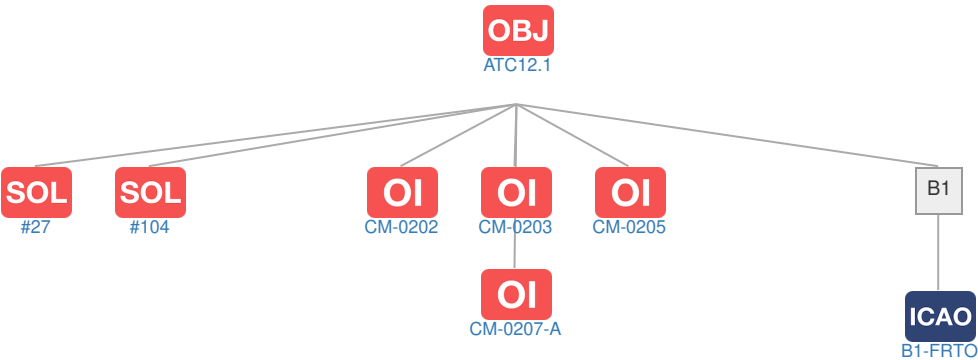 OBJ
ATC12.1
SOL
#27
SOL
#104
OI
CM-0202
OI
CM-0203
OI
CM-0205
B1
OI
CM-0207-A
ICAO
B1-FRTO